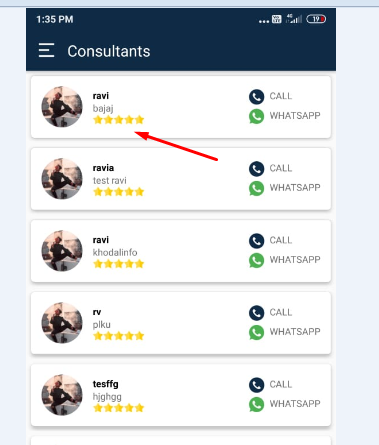 1:35 PM
4G
19
Consultants
ravi
bajaj
CALL
WHATSAPP
ravia
test ravi
CALL
WHATSAPP
ravi
khodalinfo
CALL
WHATSAPP
rv
plku
CALL
WHATSAPP
tesffg
hjghgg
CALL
WHATSAPP